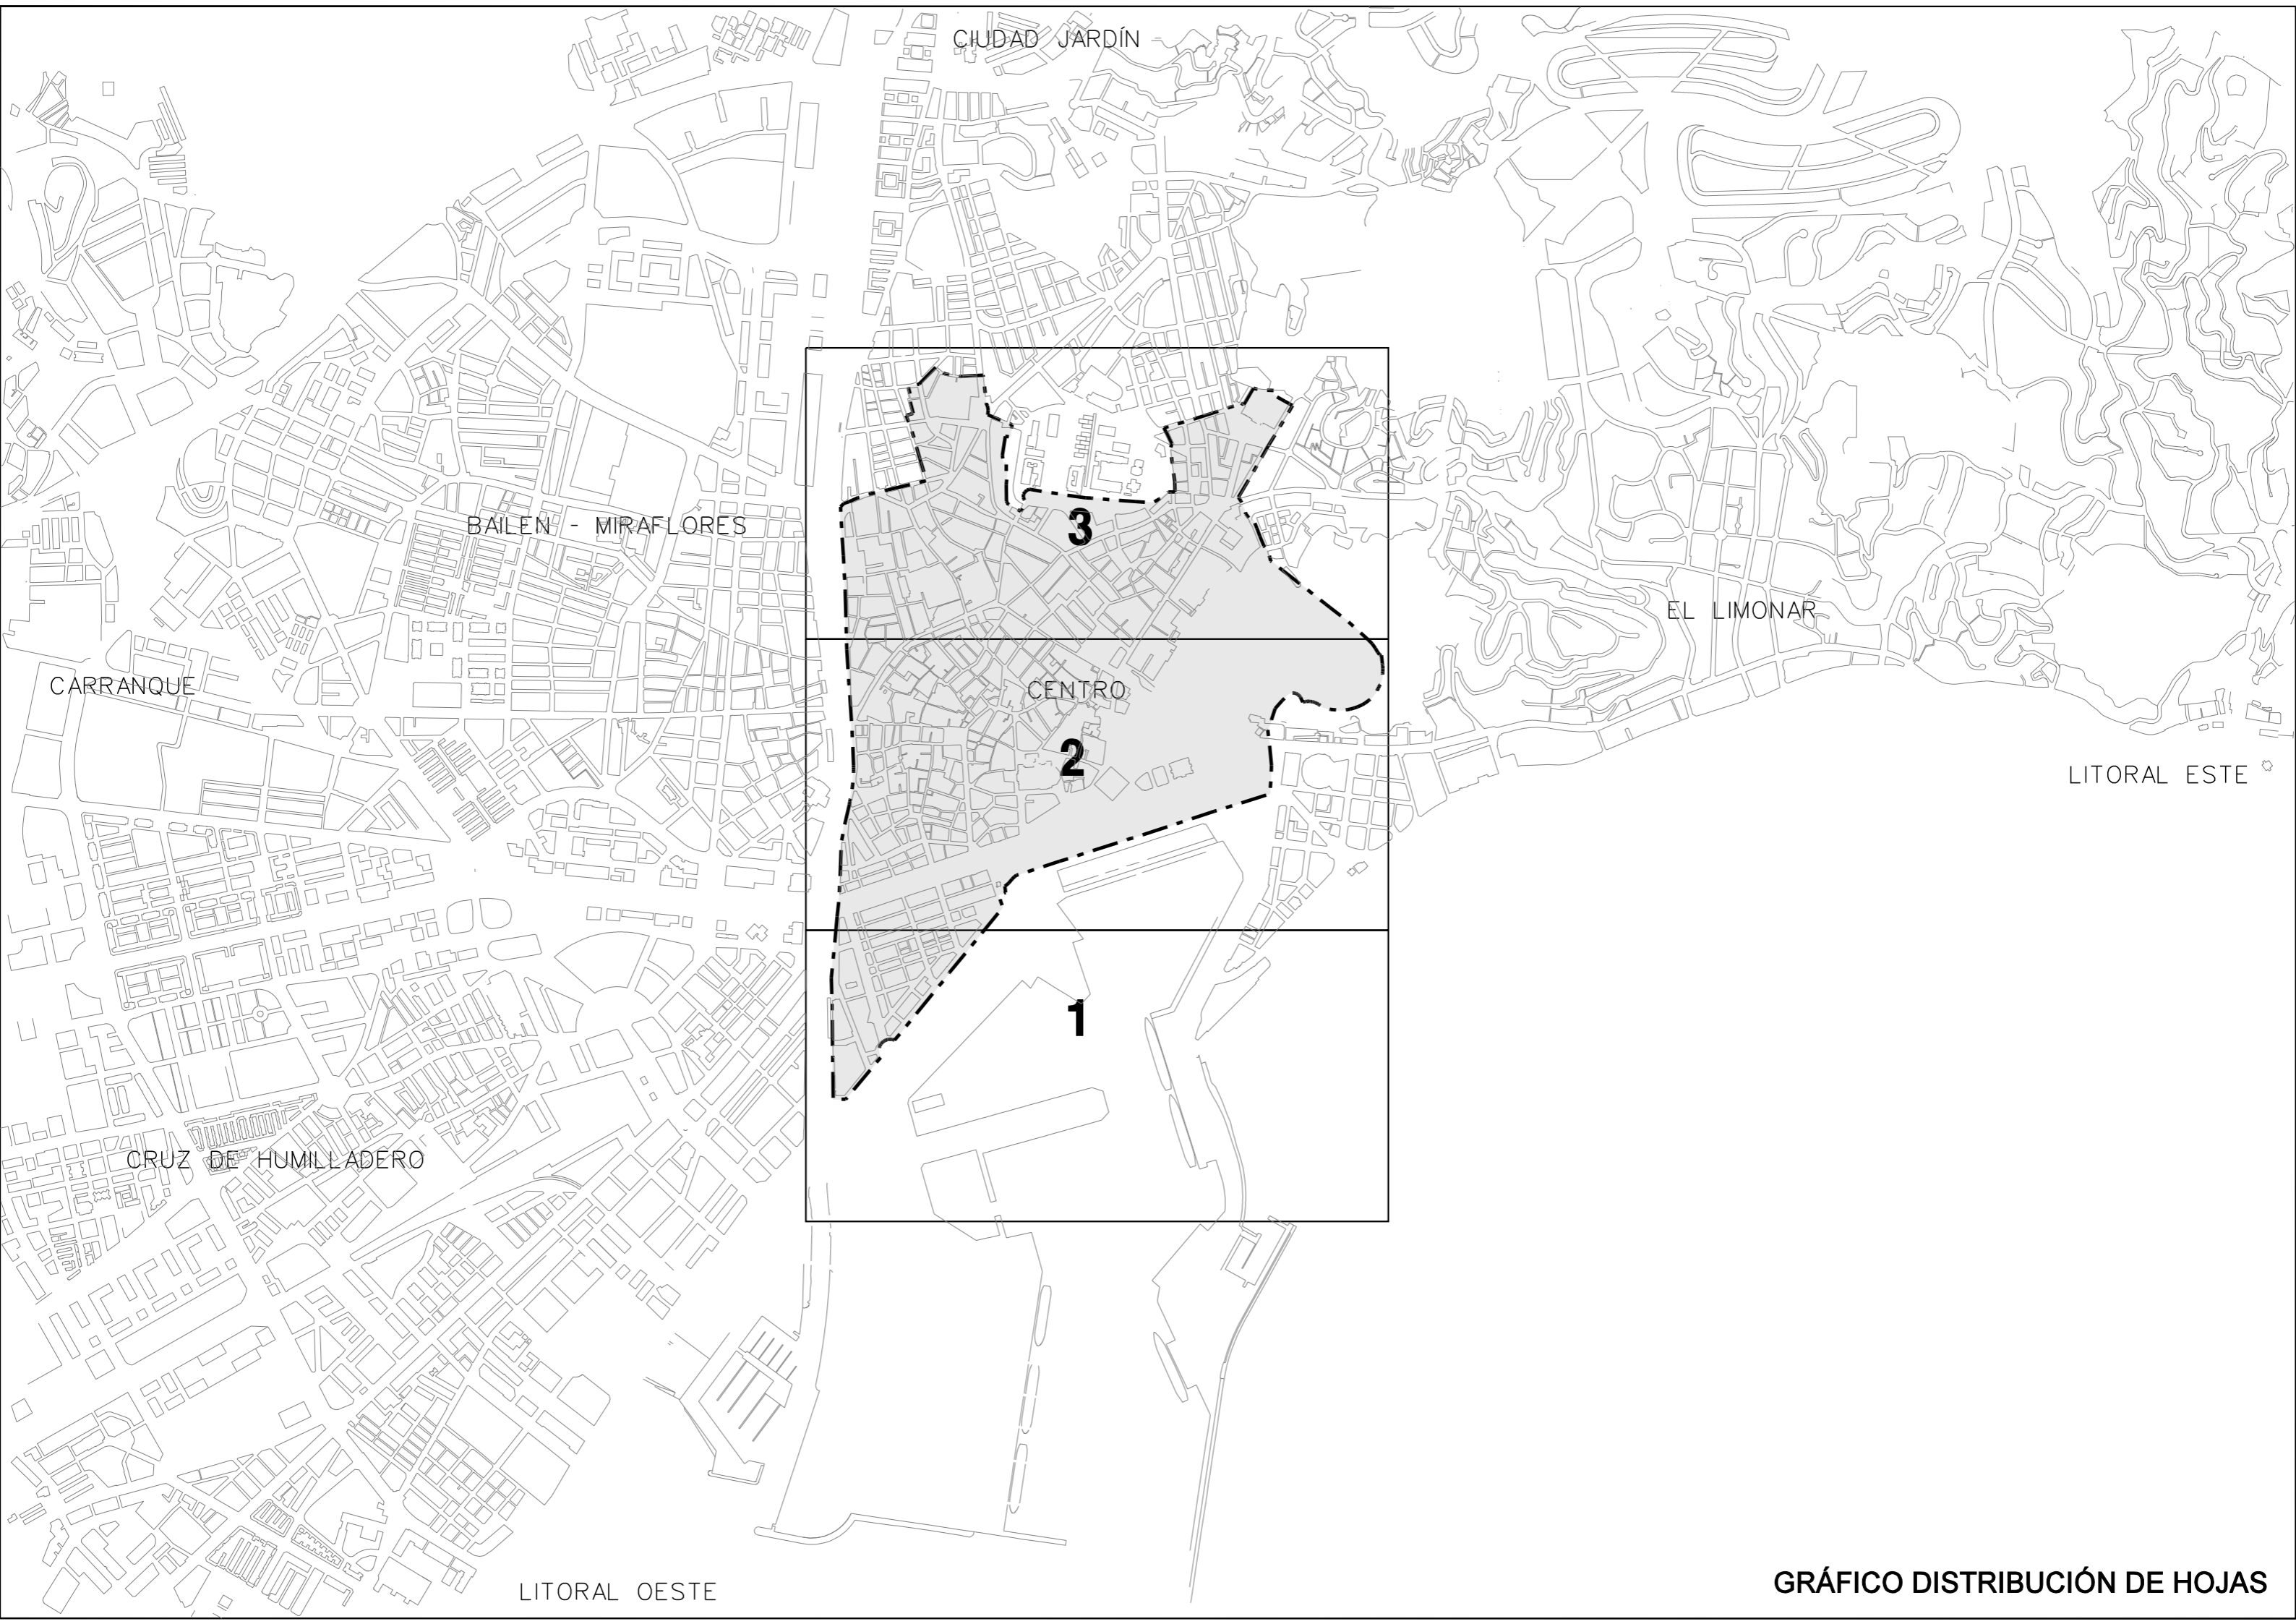 CIUDAD JARDÍN
3
BAILEN - MIRAFLORES
EL LIMONAR
CARRANQUE
CENTRO
2
LITORAL ESTE
1
CRUZ DE HUMILLADERO
LITORAL OESTE
GRÁFICO DISTRIBUCIÓN DE HOJAS